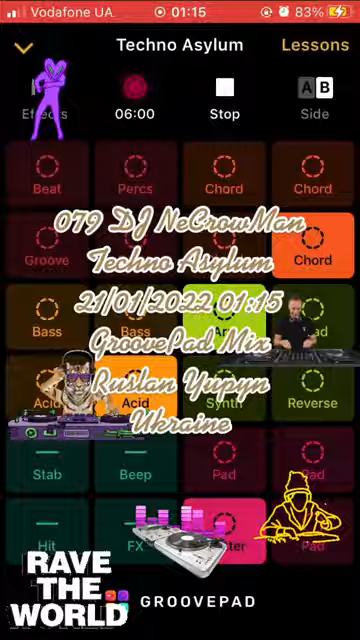 Vodafone UA 01:15 83%
Techno Asylum Lessons
A B
Effects 06:00 Stop Side
Beat Percs Chord Chord
079 DJ NeCrowMan
Groove Chord
Techno Asylum
21/01/2022 01:15
Bass Bass
GroovePad Mix
Acid Acid Synth Reverse
Ruslan Yupyn
Ukraine
Stab Beep Pad Pad
Hit FX Pad
RAVE
THE
WORLD
GROOVEPAD